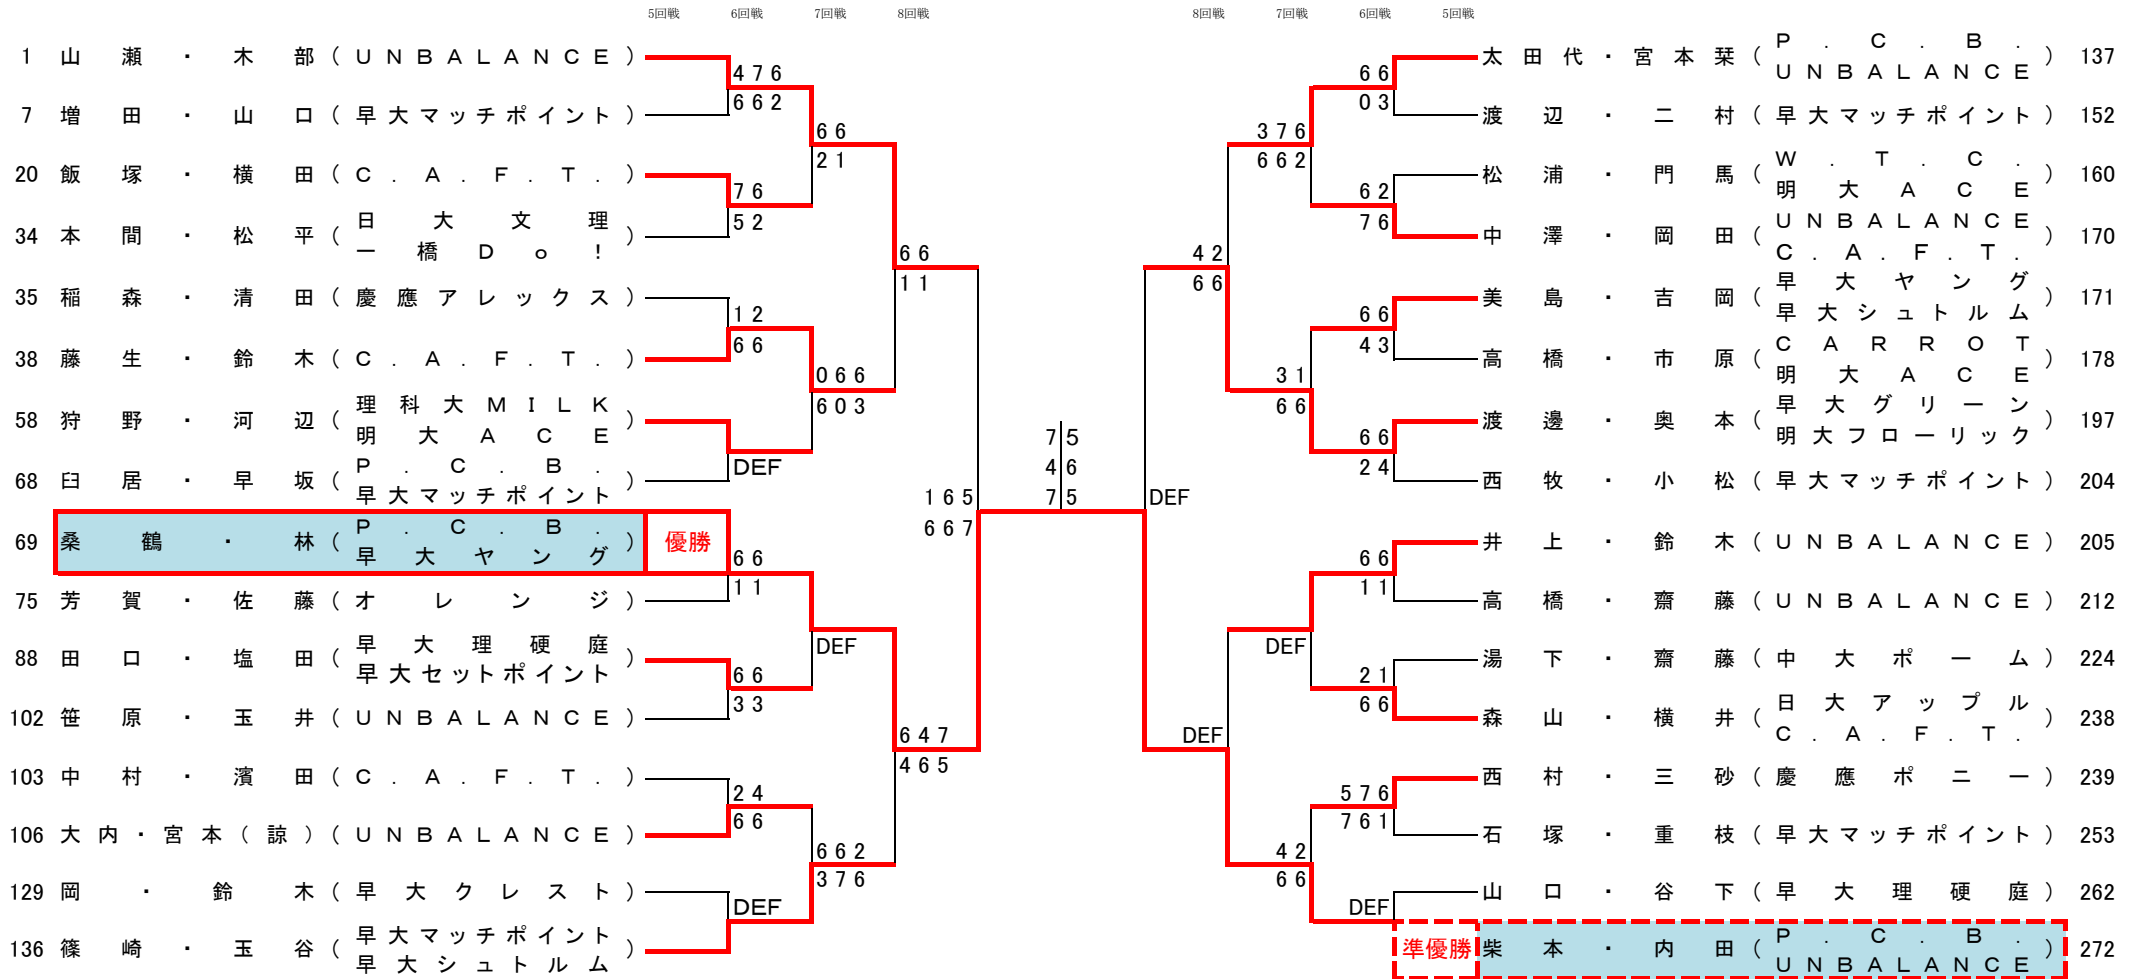 5回戦 6回戦 7回戦 8回戦 8回戦 7回戦 6回戦 5回戦
1 山瀬・木部(UNBALANCE)
476
662
7 増田・山口(早大マッチポイント)
66
21
20 飯塚・横田(C.A.F.T.)
76
52
34 本間・松平(日大文理
一橋Do!)
66
11
35 稲森・清田(慶應アレックス)
12
66
38 藤生・鈴木(C.A.F.T.)
066
603
58 狩野・河辺(理科大MILK
明大ACE)
DEF
68 臼居・早坂(P.C.B.
早大マッチポイント)
165
667
69 桑鶴・林(P.C.B.
早大ヤング)
優勝
66
11
75 芳賀・佐藤(オレンジ)
DEF
88 田口・塩田(早大理硬庭
早大セットポイント)
66
33
102 笹原・玉井(UNBALANCE)
647
465
103 中村・濱田(C.A.F.T.)
24
66
106 大内・宮本(諒)(UNBALANCE)
662
376
129 岡・鈴木(早大クレスト)
DEF
136 篠崎・玉谷(早大マッチポイント
早大シュトルム)
7 5
4 6
7 5
太田代・宮本栞(P.C.B.
UNBALANCE) 137
66
03
渡辺・二村(早大マッチポイント) 152
376
662
松浦・門馬(W.T.C.
明大ACE) 160
62
76
中澤・岡田(UNBALANCE
C.A.F.T.) 170
42
66
美島・吉岡(早大ヤング
早大シュトルム) 171
66
43
高橋・市原(CARROT
明大ACE) 178
31
66
渡邊・奥本(早大グリーン
明大フローリック) 197
66
24
西牧・小松(早大マッチポイント) 204
DEF
井上・鈴木(UNBALANCE) 205
66
11
高橋・齋藤(UNBALANCE) 212
DEF
湯下・齋藤(中大ポーム) 224
21
66
森山・横井(日大アップル
C.A.F.T.) 238
DEF
西村・三砂(慶應ポニー) 239
576
761
石塚・重枝(早大マッチポイント) 253
42
66
山口・谷下(早大理硬庭) 262
DEF
準優勝
柴本・内田(P.C.B.
UNBALANCE) 272